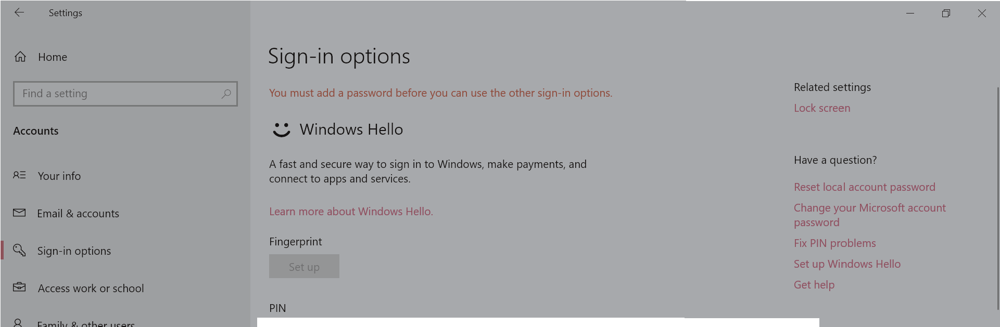 Settings
Home
Find a setting
Accounts
Your info
Email & accounts
Sign-in options
Access work or school
Family & other users
Sign-in options
You must add a password before you can use the other sign-in options.
Windows Hello
A fast and secure way to sign in to Windows, make payments, and
connect to apps and services.
Learn more about Windows Hello.
Fingerprint
Set up
PIN
Related settings
Lock screen
Have a question?
Reset local account password
Change your Microsoft account
password
Fix PIN problems
Set up Windows Hello
Get help